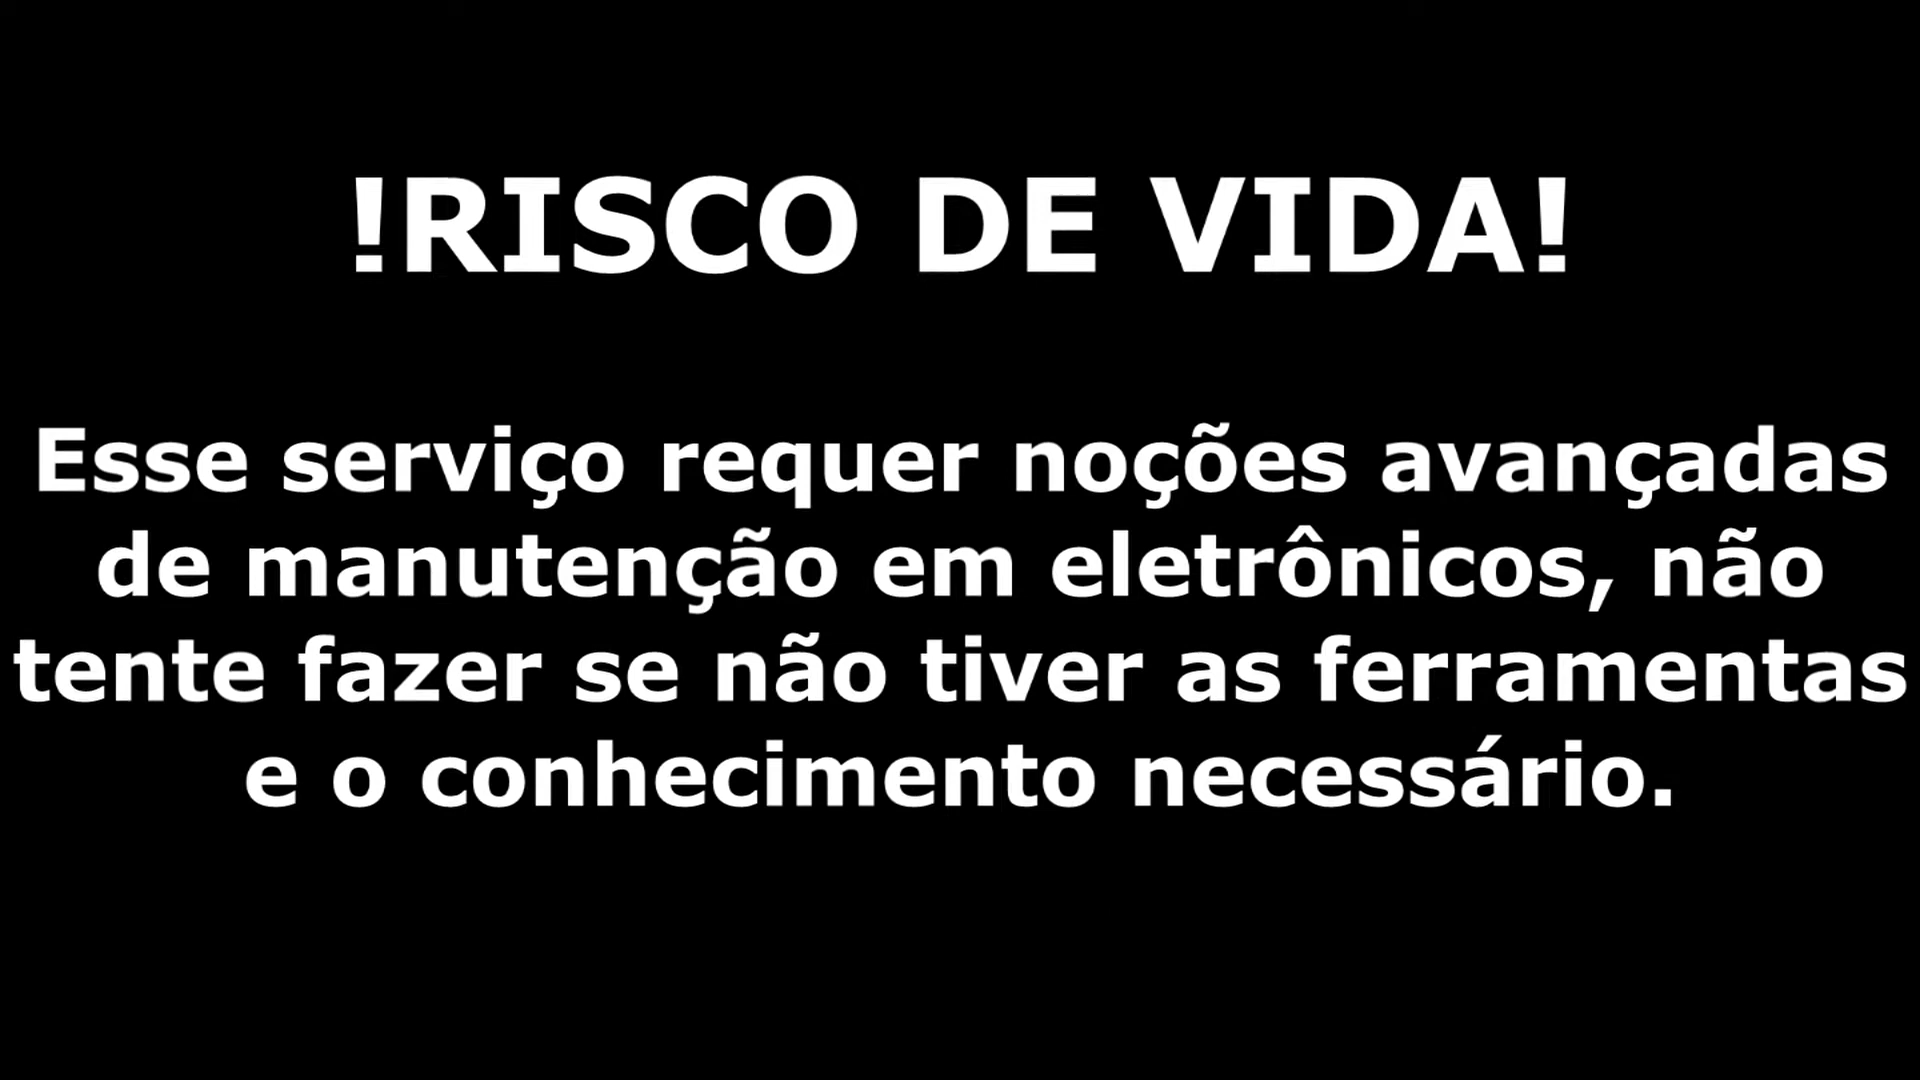 !RISCO DE VIDA!
Esse serviço requer noções avançadas
de manutenção em eletrônicos, não
tente fazer se não tiver as ferramentas
e o conhecimento necessário.